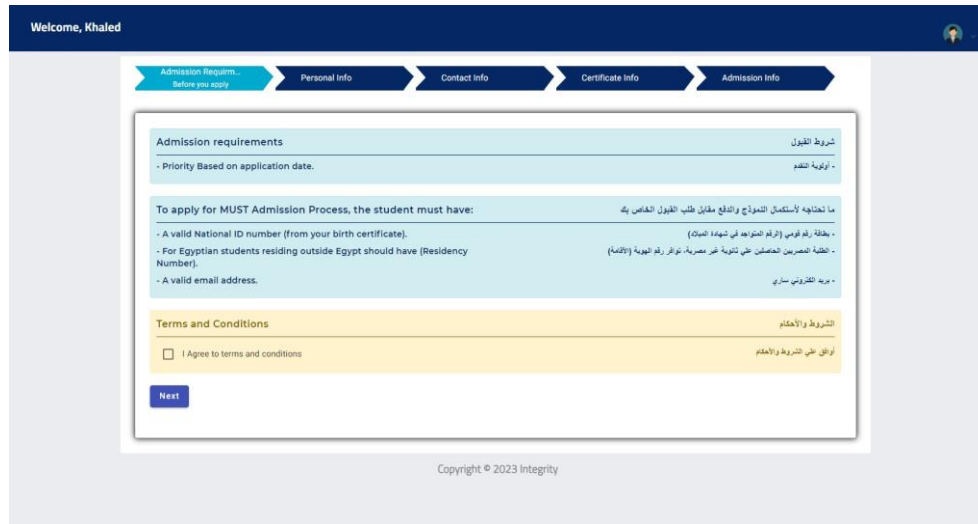 Welcome, Khaled
Admission Requirm...
Before you apply
Personal Info
Contact Info
Certificate Info
Admission Info
Admission requirements
شروط القبول
- Priority Based on application date.
- أولوية التقدم
To apply for MUST Admission Process, the student must have:
ما تحتاجه لأستكمال النموذج والدفع مقابل طلب القبول الخاص بك
- A valid National ID number (from your birth certificate).
- بطاقة رقم قومي (الرقم المتواجد في شهادة الميلاد)
- For Egyptian students residing outside Egypt should have (Residency
Number).
- الطلبة المصريين الحاصلين علي ثانوية غير مصرية، توافر رقم الهوية (الأقامة)
- A valid email address.
- بريد الكتروني ساري
Terms and Conditions
الشروط والأحكام
I Agree to terms and conditions
أوافق علي الشروط والأحكام
Next
Copyright © 2023 Integrity